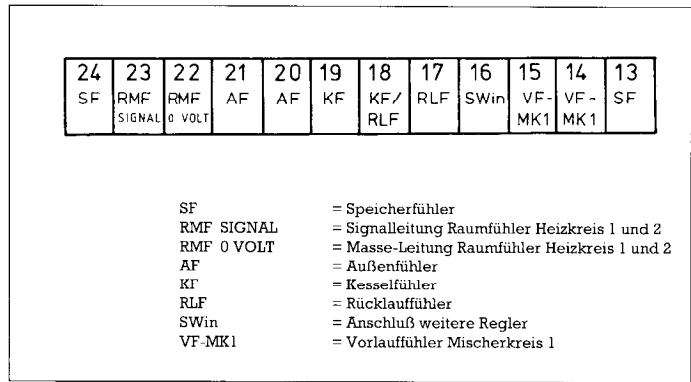 24 23 22 21 20 19 18 17 16 15 14 13
SF RMF RMF AF AF KF KF/ RLF SWin VF- VF- SF
SIGNAL 0 VOLT RLF MK1 MK1
SF = Speicherfühler
RMF SIGNAL = Signalleitung Raumfühler Heizkreis 1 und 2
RMF 0 VOLT = Masse-Leitung Raumfühler Heizkreis 1 und 2
AF = Außenfühler
KF = Kesselfühler
RLF = Rücklauffühler
SWin = Anschluß weitere Regler
VF-MK1 = Vorlauffühler Mischerkreis 1